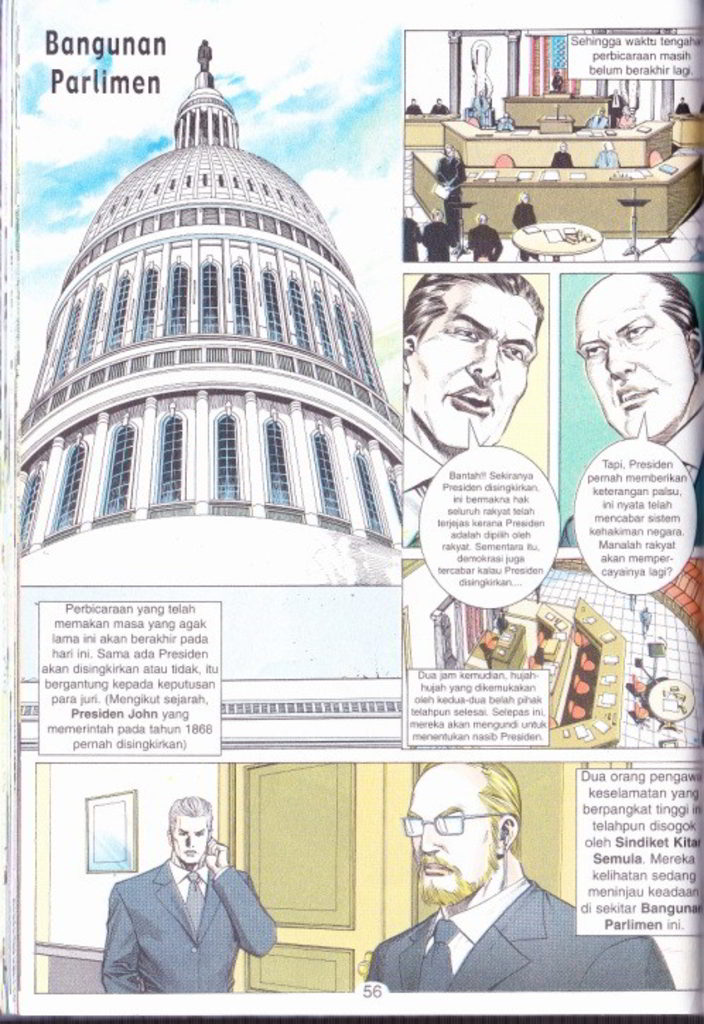 Bangunan
Parlimen
Sehingga waktu tengaha
perbicaraan masih
belum berakhir lagi.
Bantah!! Sekiranya
Presiden disingkirkan,
ini bermakna hak
seluruh rakyat telah
terjejas kerana Presiden
adalah dipilih oleh
rakyat. Sementara itu,
demokrasi juga
tercabar kalau Presiden
disingkirkan....
Tapi, Presiden
pernah memberikan
keterangan palsu,
ini nyata telah
mencabar sistem
kehakiman negara.
Manalah rakyat
akan memper-
cayainya lagi?
Perbicaraan yang telah
memakan masa yang agak
lama ini akan berakhir pada
hari ini. Sama ada Presiden
akan disingkirkan atau tidak, itu
bergantung kepada keputusan
para juri. (Mengikut sejarah,
Presiden John yang
memerintah pada tahun 1868
pernah disingkirkan)
Dua jam kemudian, hujah-
hujah yang dikemukakan
oleh kedua-dua belah pihak
telahpun selesai. Selepas ini,
mereka akan mengundi untuk
menentukan nasib Presiden.
Dua orang pengawa
keselamatan yang
berpangkat tinggi in
telahpun disogok
oleh Sindiket Kitar
Semula. Mereka
kelihatan sedang
meninjau keadaan
di sekitar Bangunan
Parlimen ini.
56